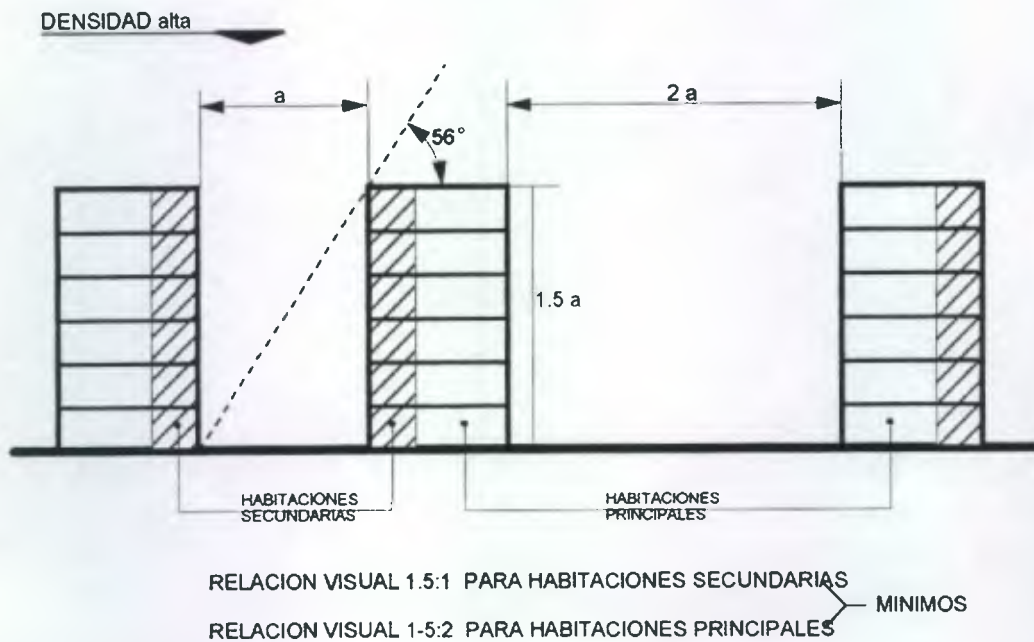 DENSIDAD alta
a
2 a
56°
1.5 a
HABITACIONES
SECUNDARIAS
HABITACIONES
PRINCIPALES
RELACION VISUAL 1.5:1 PARA HABITACIONES SECUNDARIAS
MINIMOS
RELACION VISUAL 1-5:2 PARA HABITACIONES PRINCIPALES